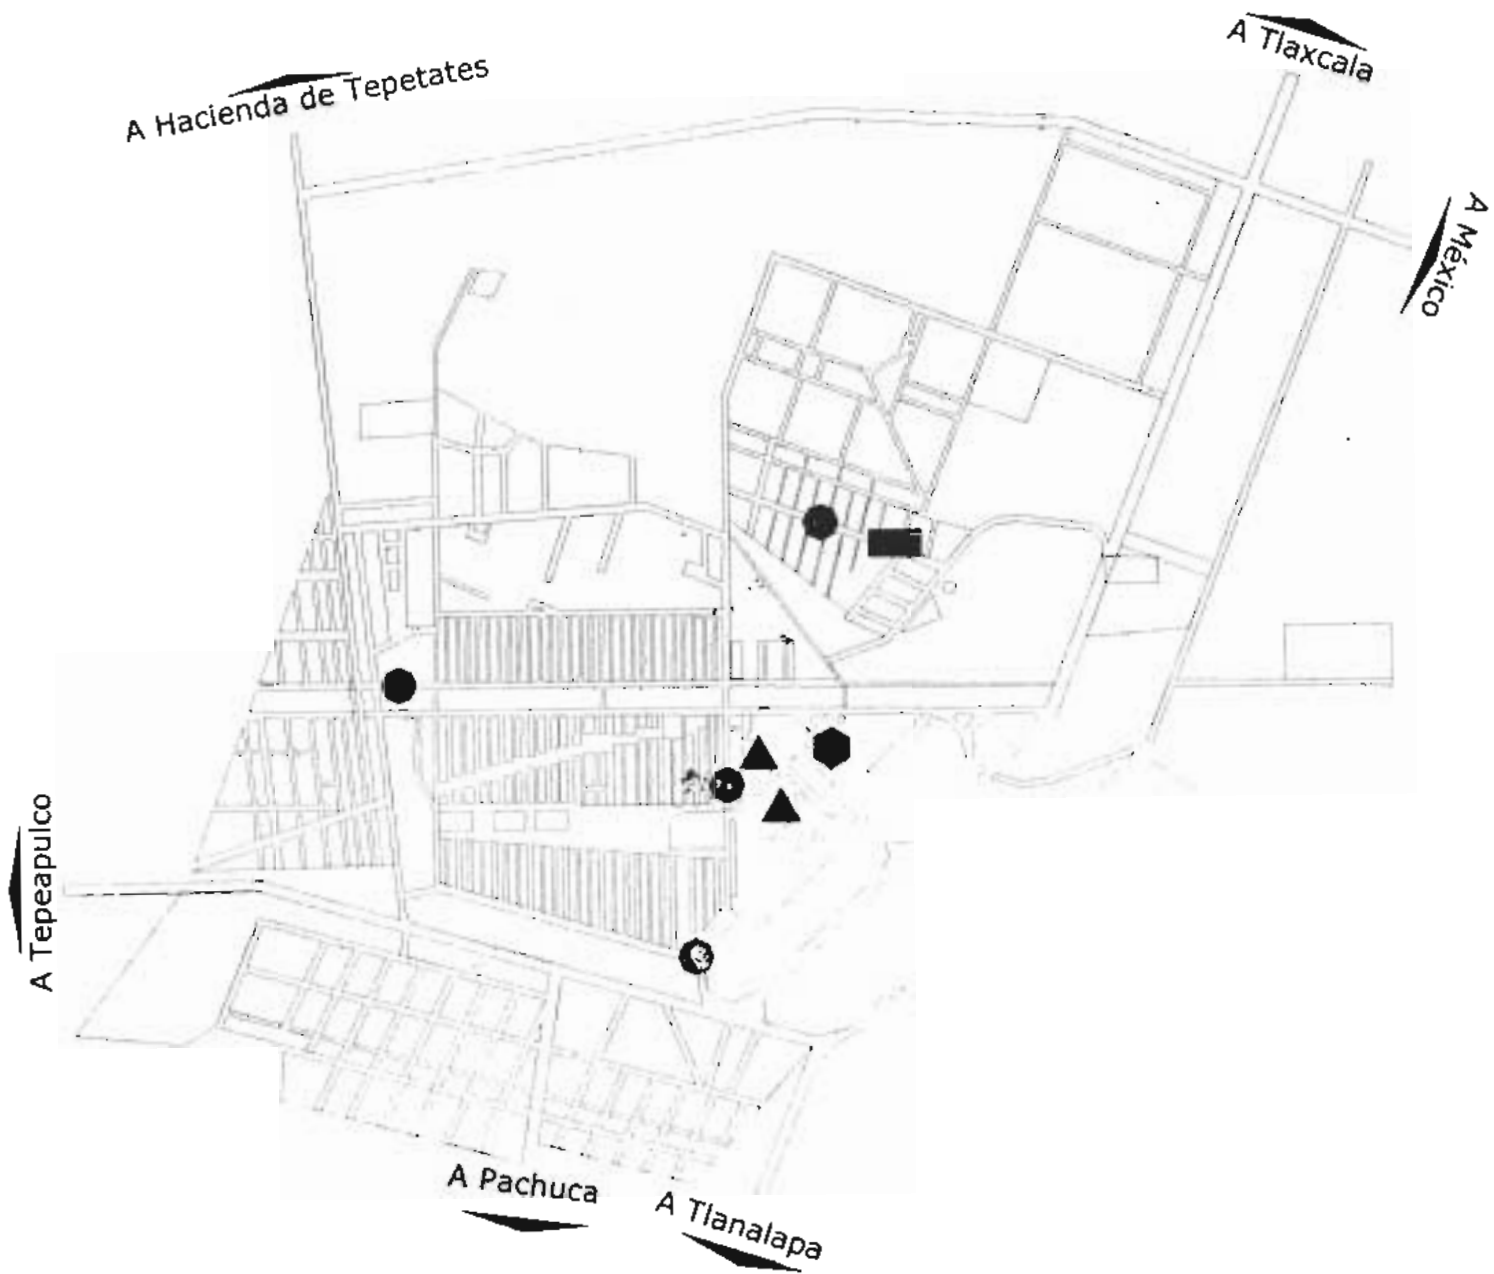 A Tlaxcala
A Hacienda de Tepetates
A México
A Tepeapulco
A Pachuca
A Tlanalapa